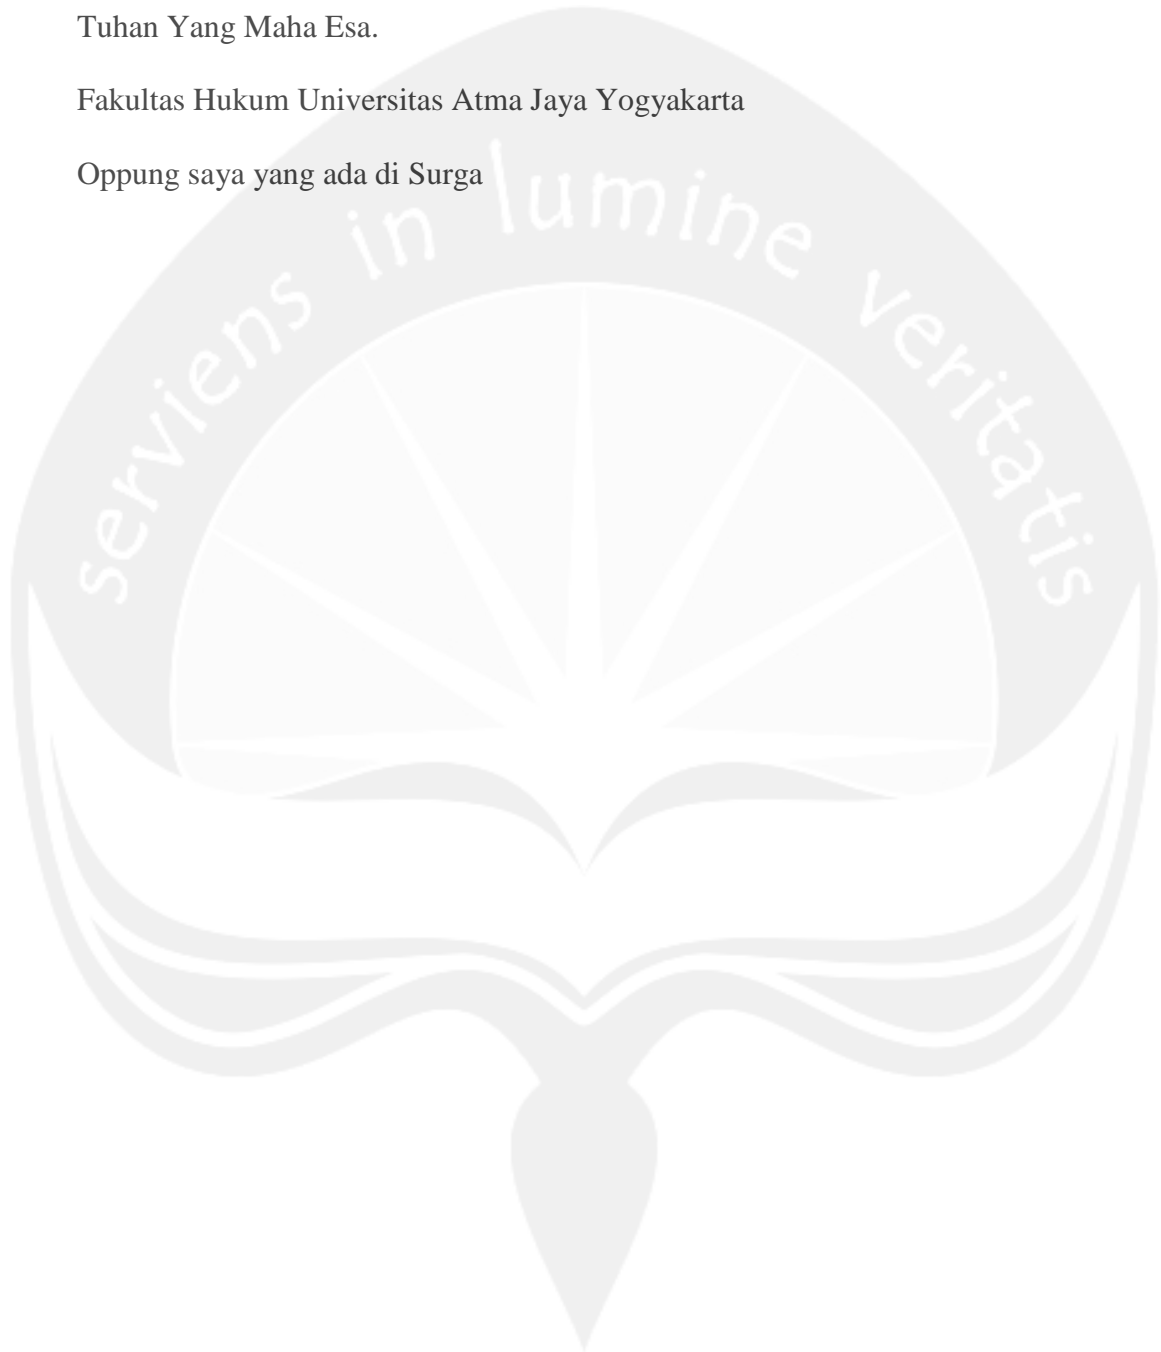 Tuhan Yang Maha Esa.
Fakultas Hukum Universitas Atma Jaya Yogyakarta
Oppung saya yang ada di Surga
serviens in lumine veritatis